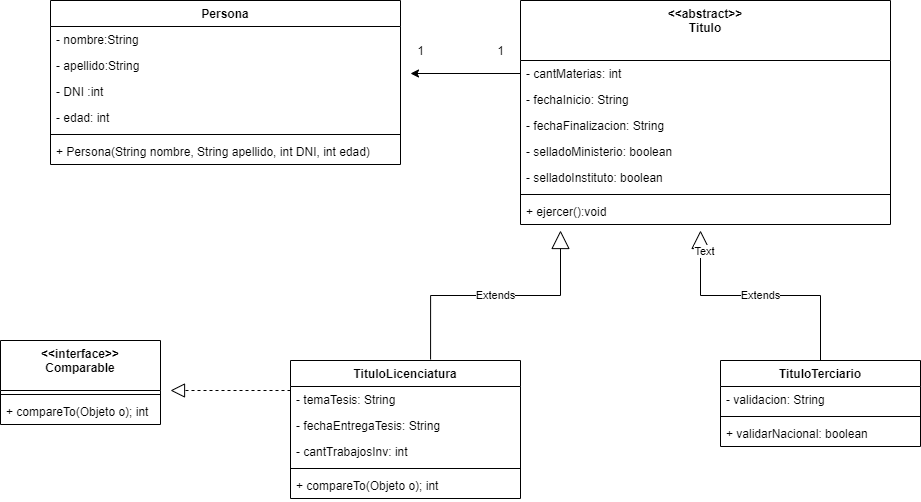 Persona
- nombre:String
- apellido:String
- DNI :int
- edad: int
+ Persona(String nombre, String apellido, int DNI, int edad)
1
1
<<abstract>>
Titulo
- cantMaterias: int
- fechaInicio: String
- fechaFinalizacion: String
- selladoMinisterio: boolean
- selladoInstituto: boolean
+ ejercer():void
Text
Extends
Extends
<<interface>>
Comparable
+ compareTo(Objeto o); int
TituloLicenciatura
- temaTesis: String
- fechaEntregaTesis: String
- cantTrabajosInv: int
+ compareTo(Objeto o); int
TituloTerciario
- validacion: String
+ validarNacional: boolean